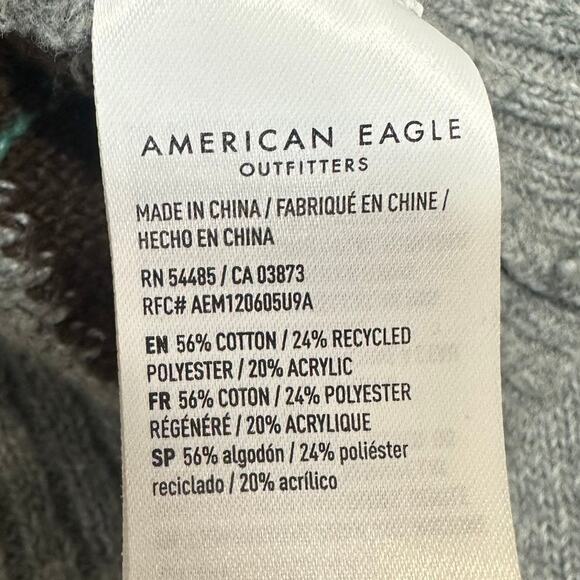 AMERICAN EAGLE
OUTFITTERS
MADE IN CHINA / FABRIQUÉ EN CHINE /
HECHO EN CHINA
RN 54485 / CA 03873
RFC# AEM120605U9A
EN 56% COTTON / 24% RECYCLED
POLYESTER / 20% ACRYLIC
FR 56% COTON / 24% POLYESTER
RÉGÉNÉRÉ / 20% ACRYLIQUE
SP 56% algodón / 24% poliéster
reciclado / 20% acrílico